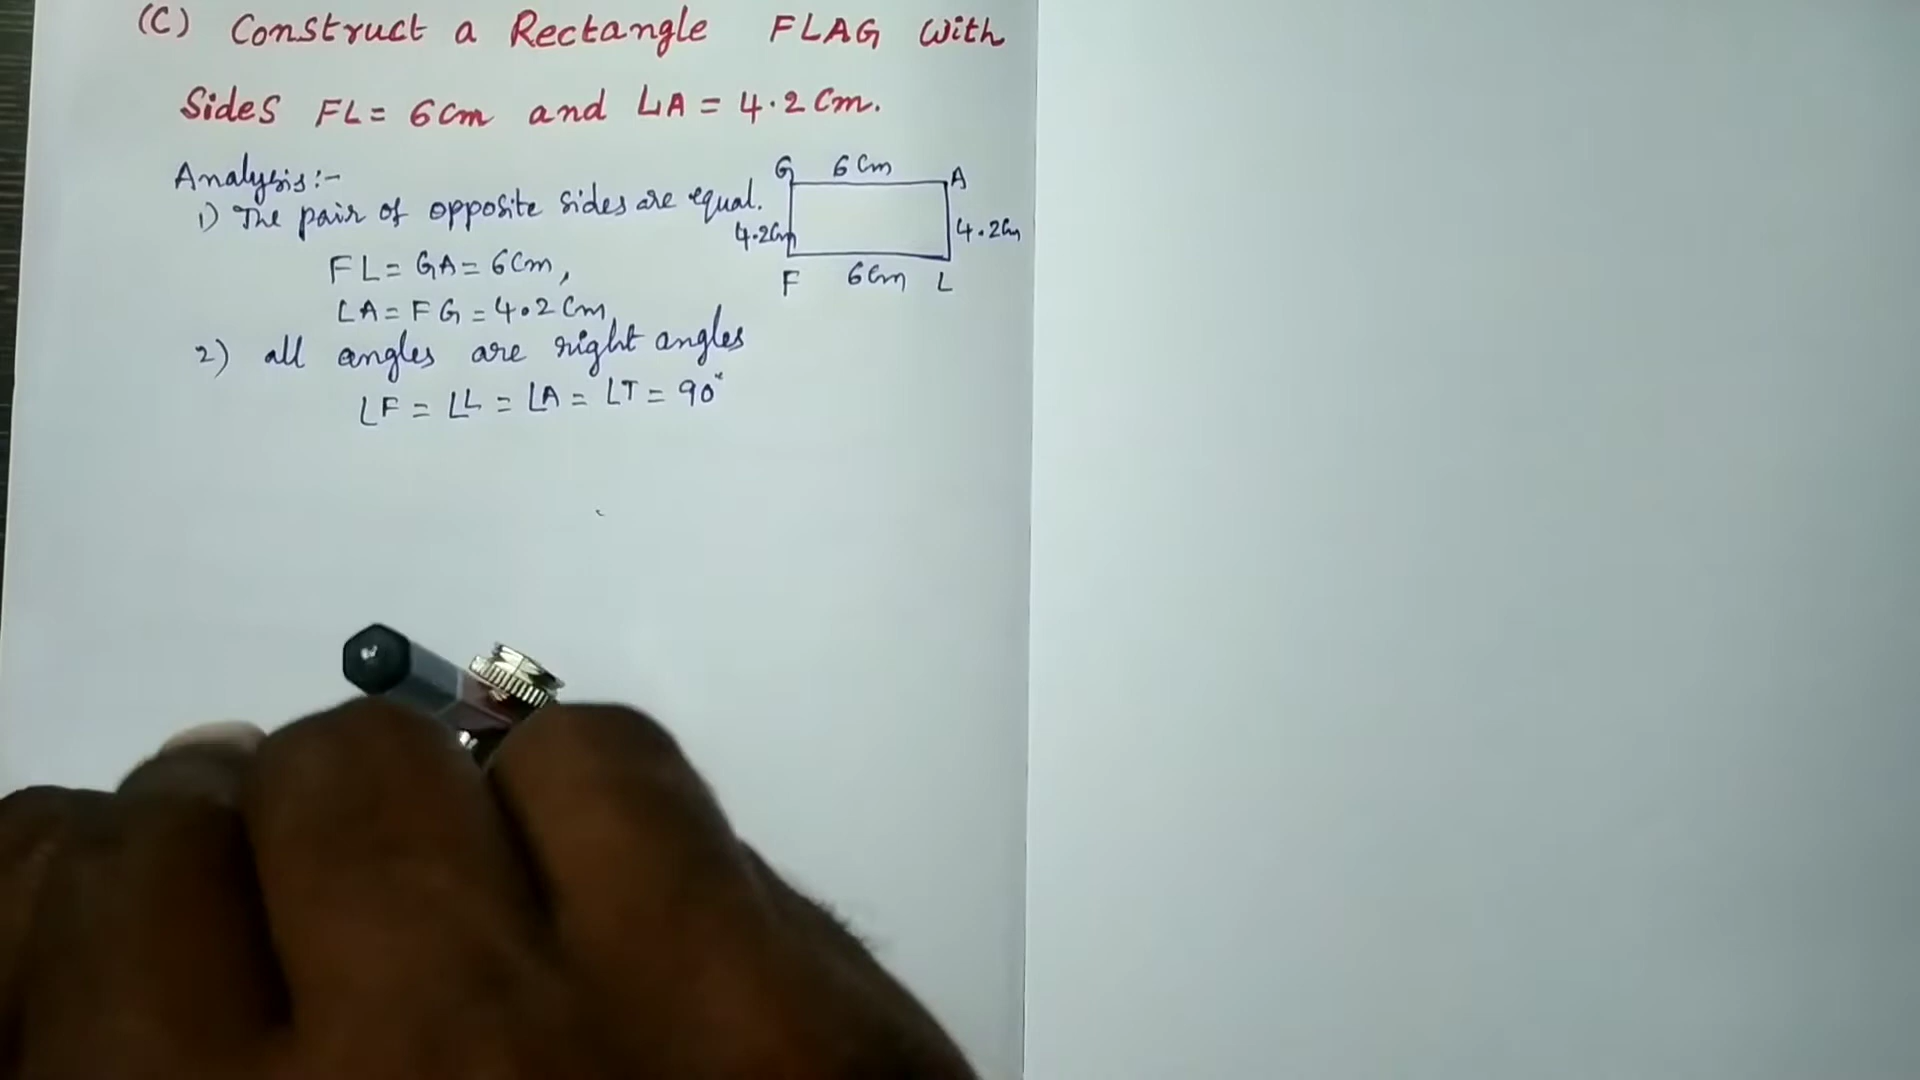 (C) Construct a Rectangle FLAG With
Sides FL = 6cm and LA = 4.2 Cm.
Analysis:-
1) The pair of opposite sides are equal.
FL = GA = 6Cm,
LA = FG = 4.2 Cm,
2) all angles are right angles
∠F = ∠L = ∠A = ∠T = 90°
G 6Cm A
4.2Cm 4.2Cm
F 6Cm L